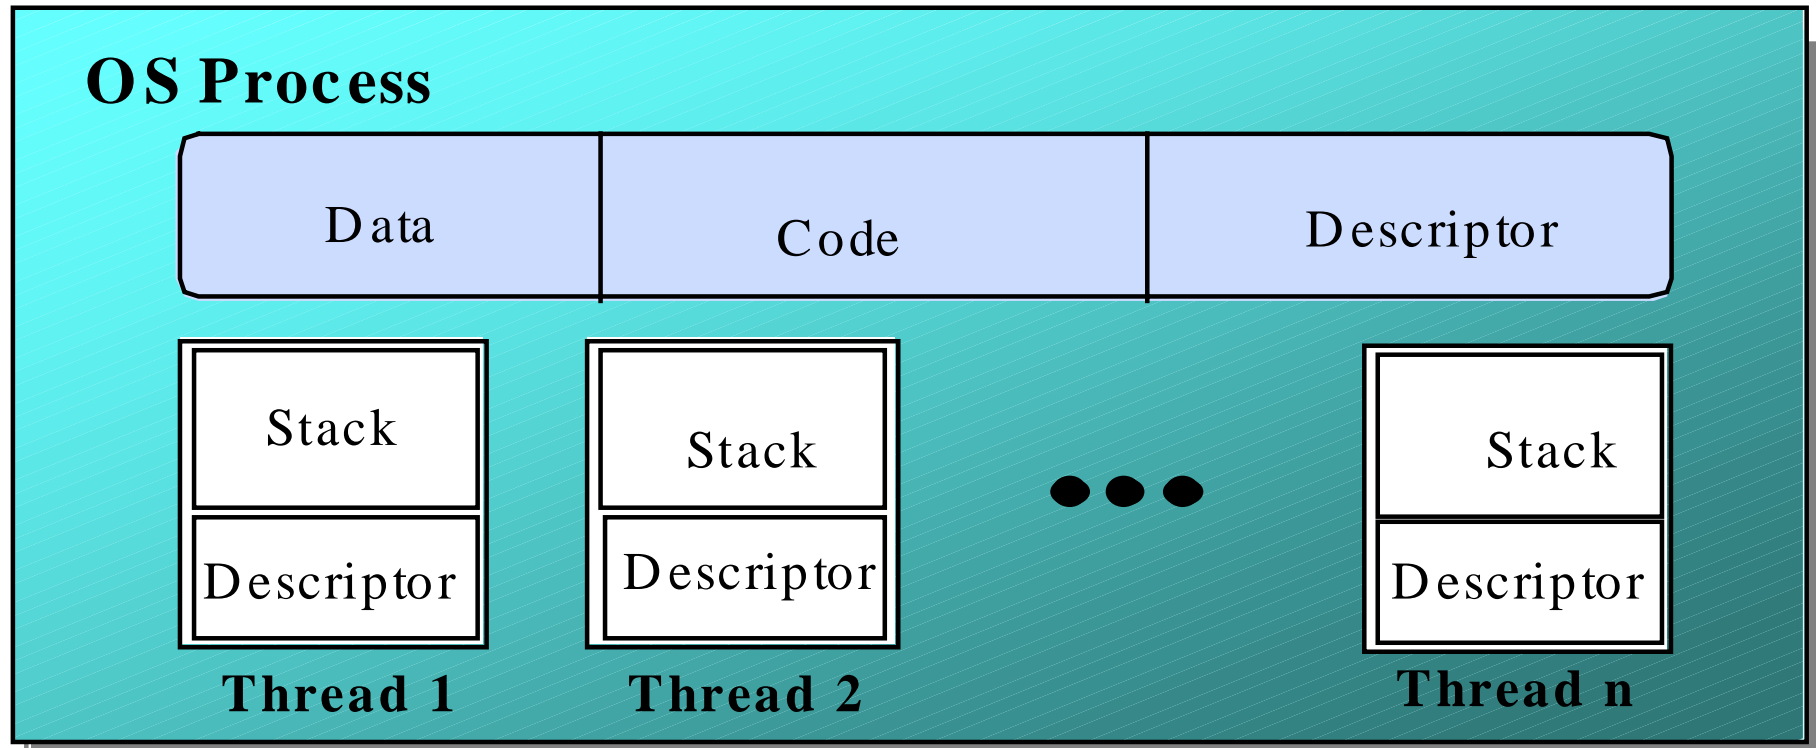 OS Process
Data Code Descriptor
Stack Stack Stack
Descriptor Descriptor Descriptor
Thread 1 Thread 2 Thread n